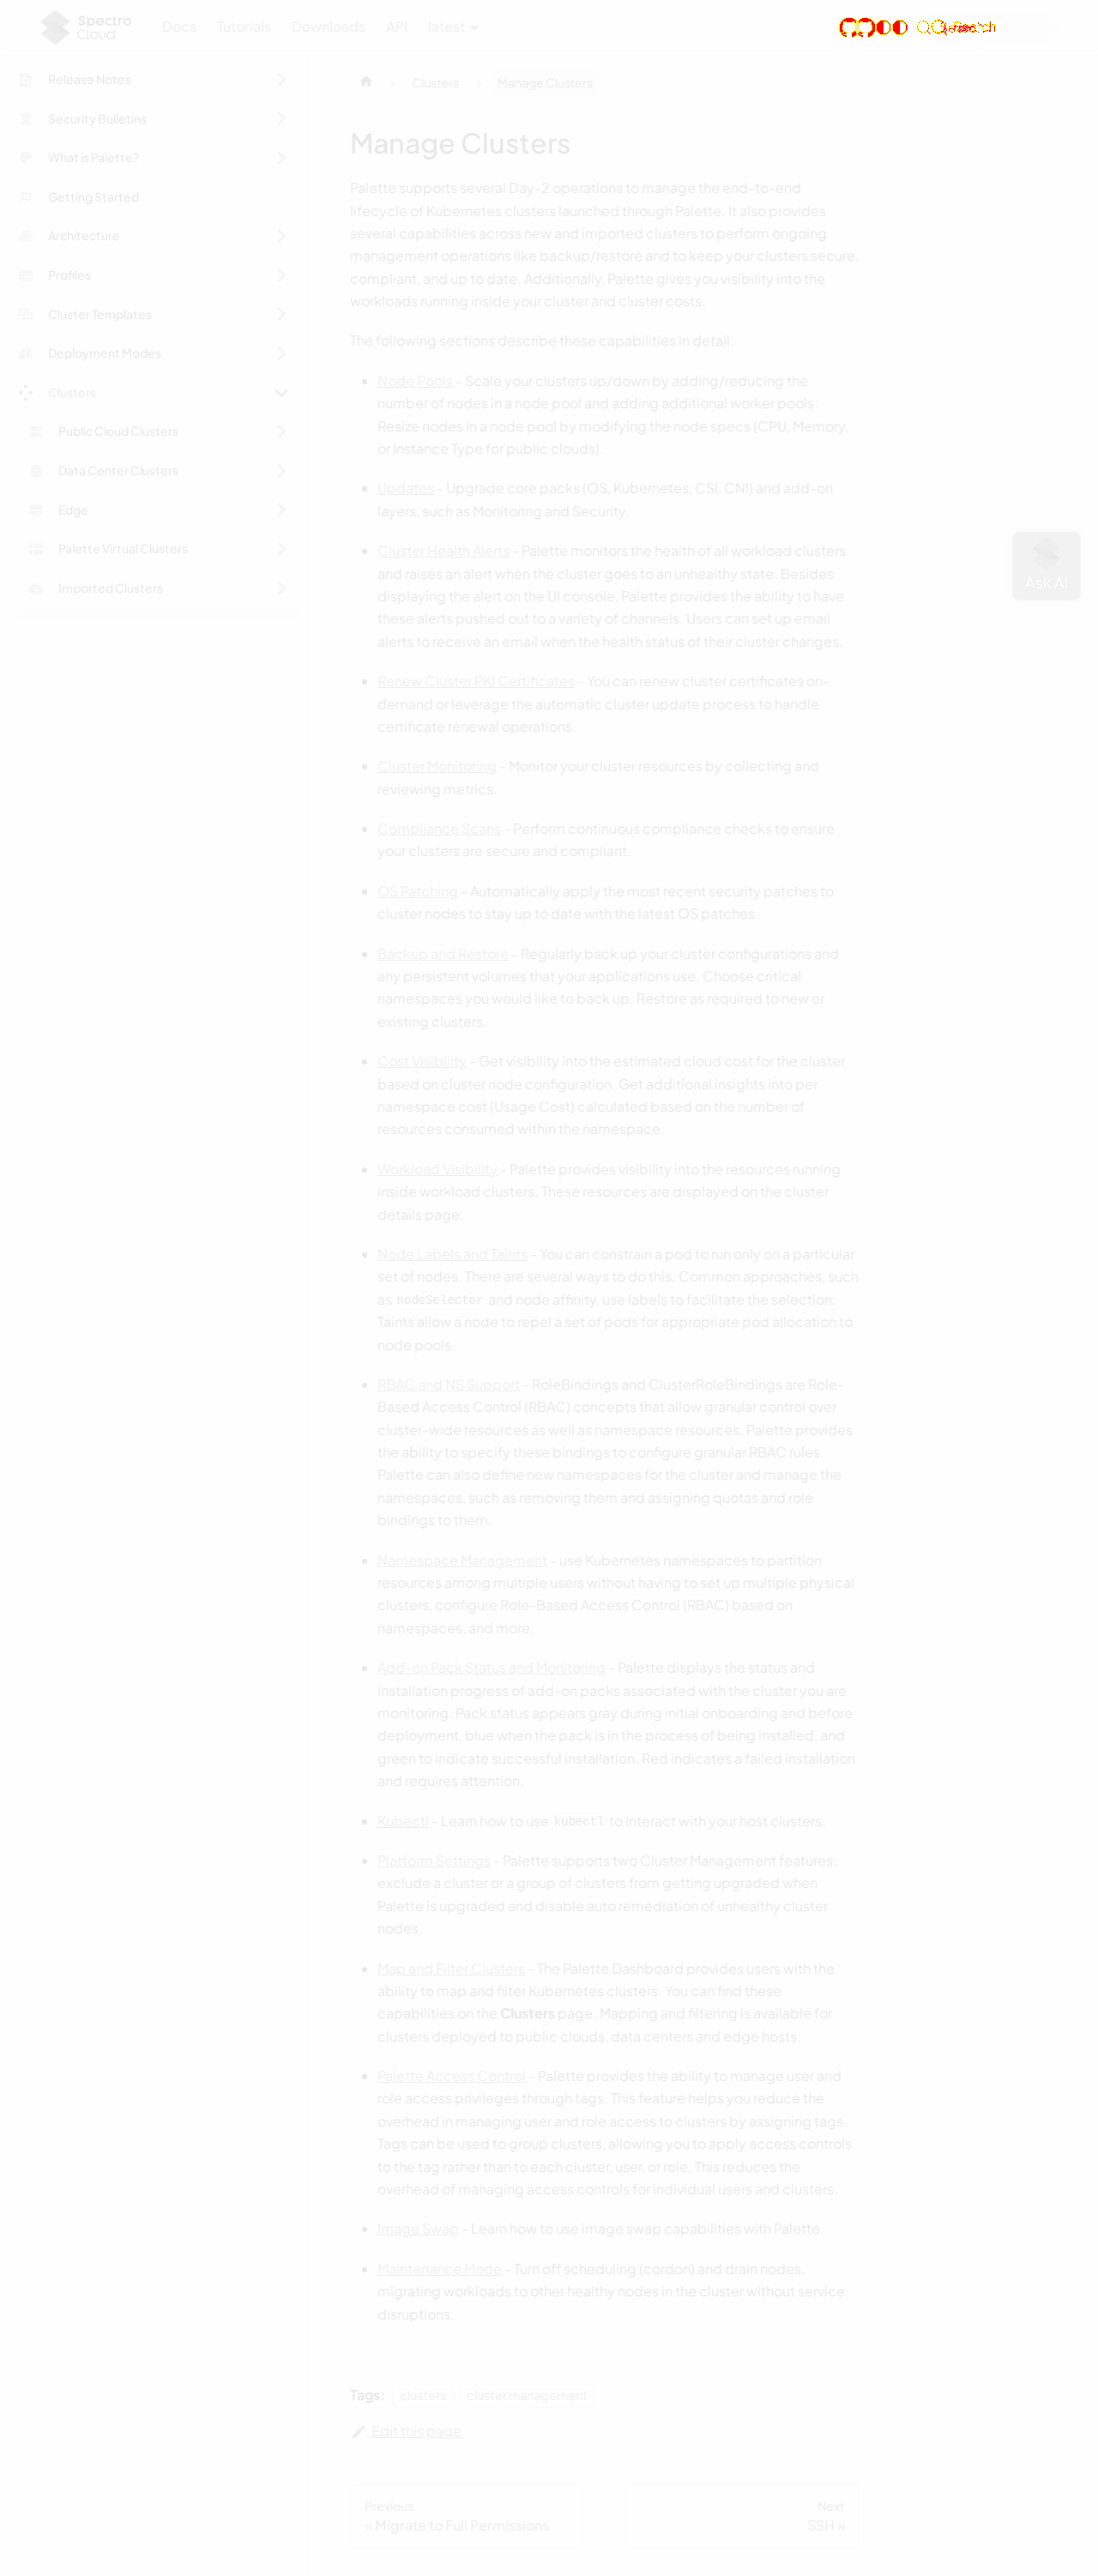 Spectro Cloud
Docs
Tutorials
Downloads
API
latest
Release Notes
Security Bulletins
What is Palette?
Getting Started
Architecture
Profiles
Cluster Templates
Deployment Modes
Clusters
Public Cloud Clusters
Data Center Clusters
Edge
Palette Virtual Clusters
Imported Clusters
Clusters
Manage Clusters
Manage Clusters
Palette supports several Day-2 operations to manage the end-to-end
lifecycle of Kubernetes clusters launched through Palette. It also provides
several capabilities across new and imported clusters to perform ongoing
management operations like backup/restore and to keep your clusters secure,
compliant, and up to date. Additionally, Palette gives you visibility into the
workloads running inside your cluster and cluster costs.
The following sections describe these capabilities in detail:
Node Pools - Scale your clusters up/down by adding/reducing the
number of nodes in a node pool and adding additional worker pools.
Resize nodes in a node pool by modifying the node specs (CPU, Memory,
or Instance Type for public clouds).
Updates - Upgrade core packs (OS, Kubernetes, CSI, CNI) and add-on
layers, such as Monitoring and Security.
Cluster Health Alerts - Palette monitors the health of all workload clusters
and raises an alert when the cluster goes to an unhealthy state. Besides
displaying the alert on the UI console, Palette provides the ability to have
these alerts pushed out to a variety of channels. Users can set up email
alerts to receive an email when the health status of their cluster changes.
Renew Cluster PKI Certificates - You can renew cluster certificates on-
demand or leverage the automatic cluster update process to handle
certificate renewal operations.
Cluster Monitoring - Monitor your cluster resources by collecting and
reviewing metrics.
Compliance Scans - Perform continuous compliance checks to ensure
your clusters are secure and compliant.
OS Patching - Automatically apply the most recent security patches to
cluster nodes to stay up to date with the latest OS patches.
Backup and Restore - Regularly back up your cluster configurations and
any persistent volumes that your applications use. Choose critical
namespaces you would like to back up. Restore as required to new or
existing clusters.
Cost Visibility - Get visibility into the estimated cloud cost for the cluster
based on cluster node configuration. Get additional insights into per
namespace cost (Usage Cost) calculated based on the number of
resources consumed within the namespace.
Workload Visibility - Palette provides visibility into the resources running
inside workload clusters. These resources are displayed on the cluster
details page.
Node Labels and Taints - You can constrain a pod to run only on a particular
set of nodes. There are several ways to do this. Common approaches, such
as nodeSelector and node affinity, use labels to facilitate the selection.
Taints allow a node to repel a set of pods for appropriate pod allocation to
node pools.
RBAC and NS Support - RoleBindings and ClusterRoleBindings are Role-
Based Access Control (RBAC) concepts that allow granular control over
cluster-wide resources as well as namespace resources. Palette provides
the ability to specify these bindings to configure granular RBAC rules.
Palette can also define new namespaces for the cluster and manage the
namespaces, such as removing them and assigning quotas and role
bindings to them.
Namespace Management - use Kubernetes namespaces to partition
resources among multiple users without having to set up multiple physical
clusters, configure Role-Based Access Control (RBAC) based on
namespaces, and more.
Add-on Pack Status and Monitoring - Palette displays the status and
installation progress of add-on packs associated with the cluster you are
monitoring. Pack status appears gray during initial onboarding and before
deployment, blue when the pack is in the process of being installed, and
green to indicate successful installation. Red indicates a failed installation
and requires attention.
Kubectl - Learn how to use kubectl to interact with your host clusters.
Platform Settings - Palette supports two Cluster Management features:
exclude a cluster or a group of clusters from getting upgraded when
Palette is upgraded and disable auto remediation of unhealthy cluster
nodes.
Map and Filter Clusters - The Palette Dashboard provides users with the
ability to map and filter Kubernetes clusters. You can find these
capabilities on the Clusters page. Mapping and filtering is available for
clusters deployed to public clouds, data centers and edge hosts.
Palette Access Control - Palette provides the ability to manage user and
role access privileges through tags. This feature helps you reduce the
overhead in managing user and role access to clusters by assigning tags.
Tags can be used to group clusters, allowing you to apply access controls
to the tag rather than to each cluster, user, or role. This reduces the
overhead of managing access controls for individual users and clusters.
Image Swap - Learn how to use image swap capabilities with Palette.
Maintenance Mode - Turn off scheduling (cordon) and drain nodes,
migrating workloads to other healthy nodes in the cluster without service
disruptions.
Tags: clusters cluster management
Edit this page
Previous
« Migrate to Full Permissions
Next
SSH »
Ask AI